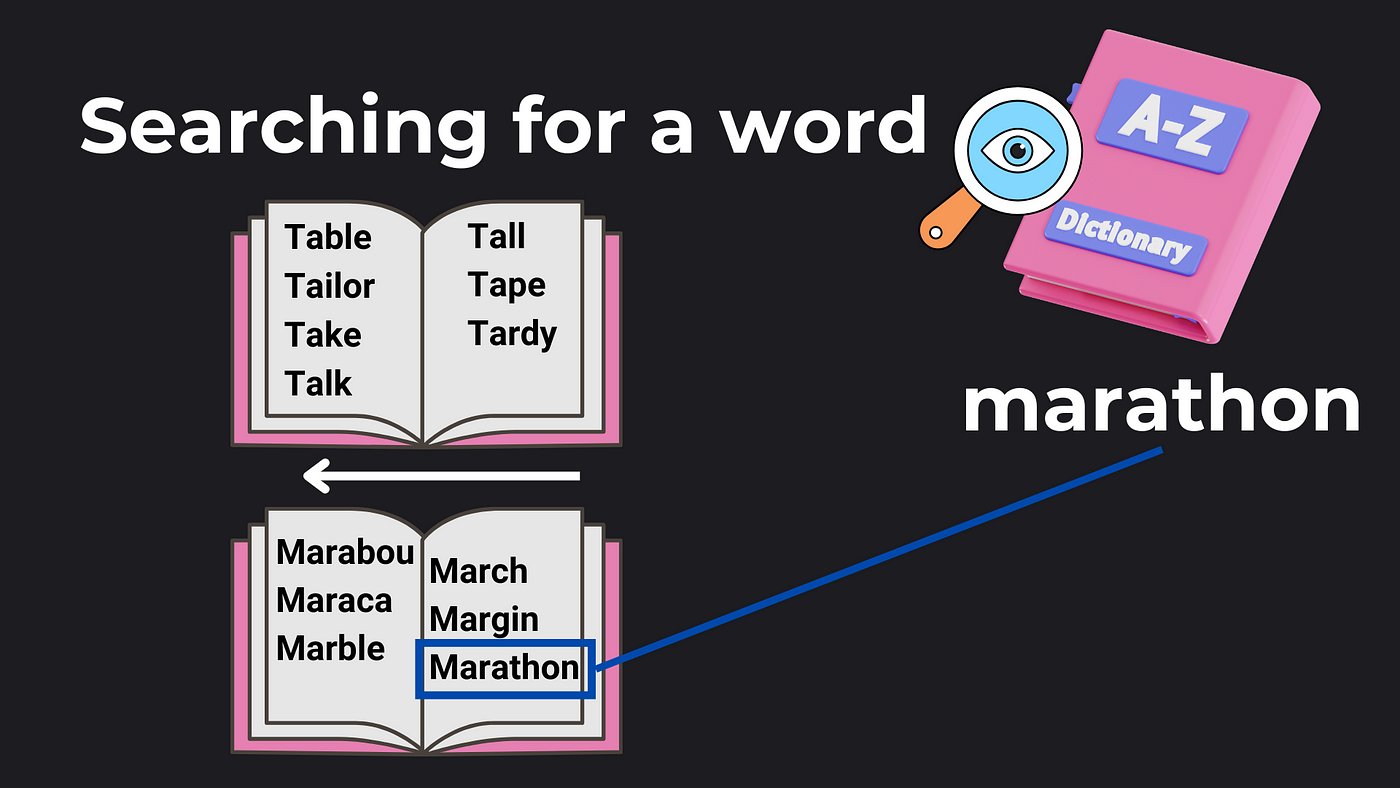 Searching for a word
A-Z
Dictionary
marathon
Table
Tailor
Take
Talk
Tall
Tape
Tardy
Marabou
Maraca
Marble
March
Margin
Marathon